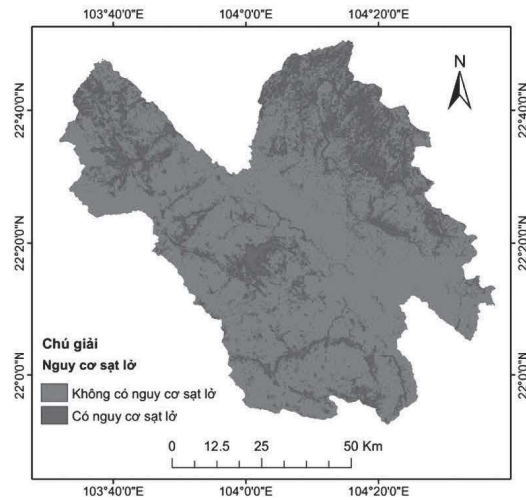 103°40'0"E 104°0'0"E 104°20'0"E
N
22°40'0"N 22°40'0"N
22°20'0"N 22°20'0"N
22°0'0"N 22°0'0"N
Chú giải
Nguy cơ sạt lở
Không có nguy cơ sạt lở
Có nguy cơ sạt lở
0 12.5 25 50 Km
103°40'0"E 104°0'0"E 104°20'0"E